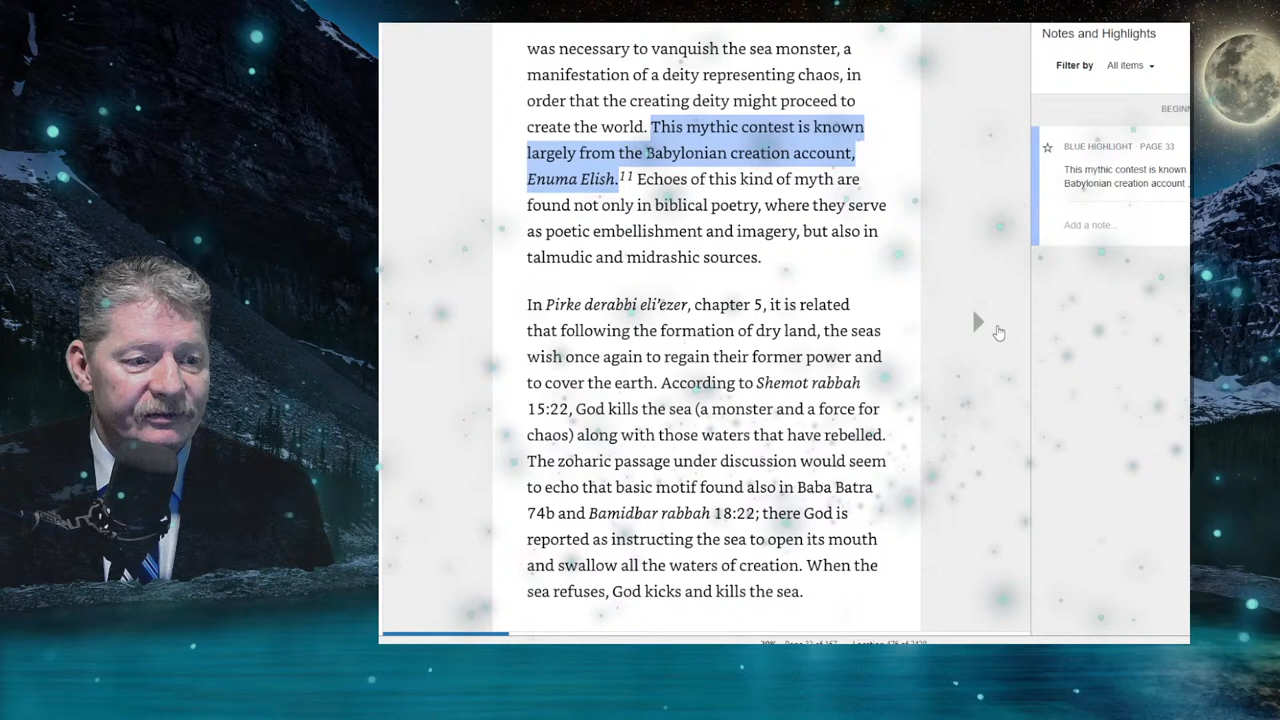 was necessary to vanquish the sea monster, a
manifestation of a deity representing chaos, in
order that the creating deity might proceed to
create the world. This mythic contest is known
largely from the Babylonian creation account,
Enuma Elish.11 Echoes of this kind of myth are
found not only in biblical poetry, where they serve
as poetic embellishment and imagery, but also in
talmudic and midrashic sources.
In Pirke derabbi eli’ezer, chapter 5, it is related
that following the formation of dry land, the seas
wish once again to regain their former power and
to cover the earth. According to Shemot rabbah
15:22, God kills the sea (a monster and a force for
chaos) along with those waters that have rebelled.
The zoharic passage under discussion would seem
to echo that basic motif found also in Baba Batra
74b and Bamidbar rabbah 18:22; there God is
reported as instructing the sea to open its mouth
and swallow all the waters of creation. When the
sea refuses, God kicks and kills the sea.
Notes and Highlights
Filter by All items
BEGINN
BLUE HIGHLIGHT · PAGE 33
This mythic contest is known
Babylonian creation account
Add a note...